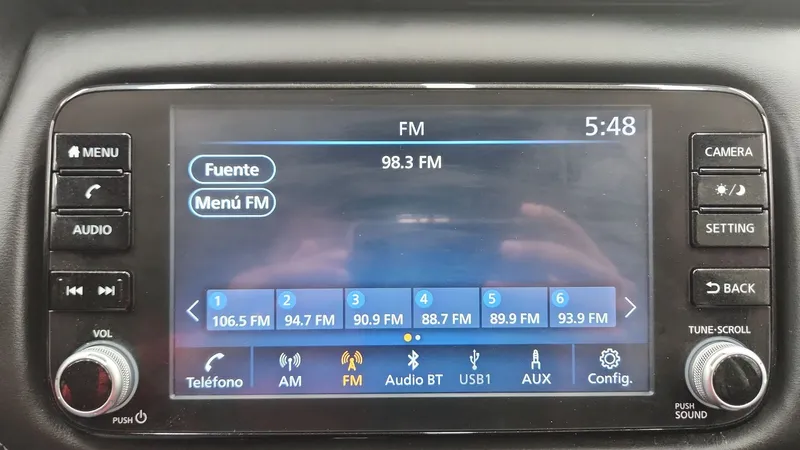 FM
5:48
98.3 FM
Fuente
Menú FM
1 2 3 4 5 6
106.5 FM 94.7 FM 90.9 FM 88.7 FM 89.9 FM 93.9 FM
Teléfono AM FM Audio BT USB1 AUX Config.
MENU
AUDIO
VOL
PUSH
CAMERA
SETTING
BACK
TUNE·SCROLL
PUSH
SOUND